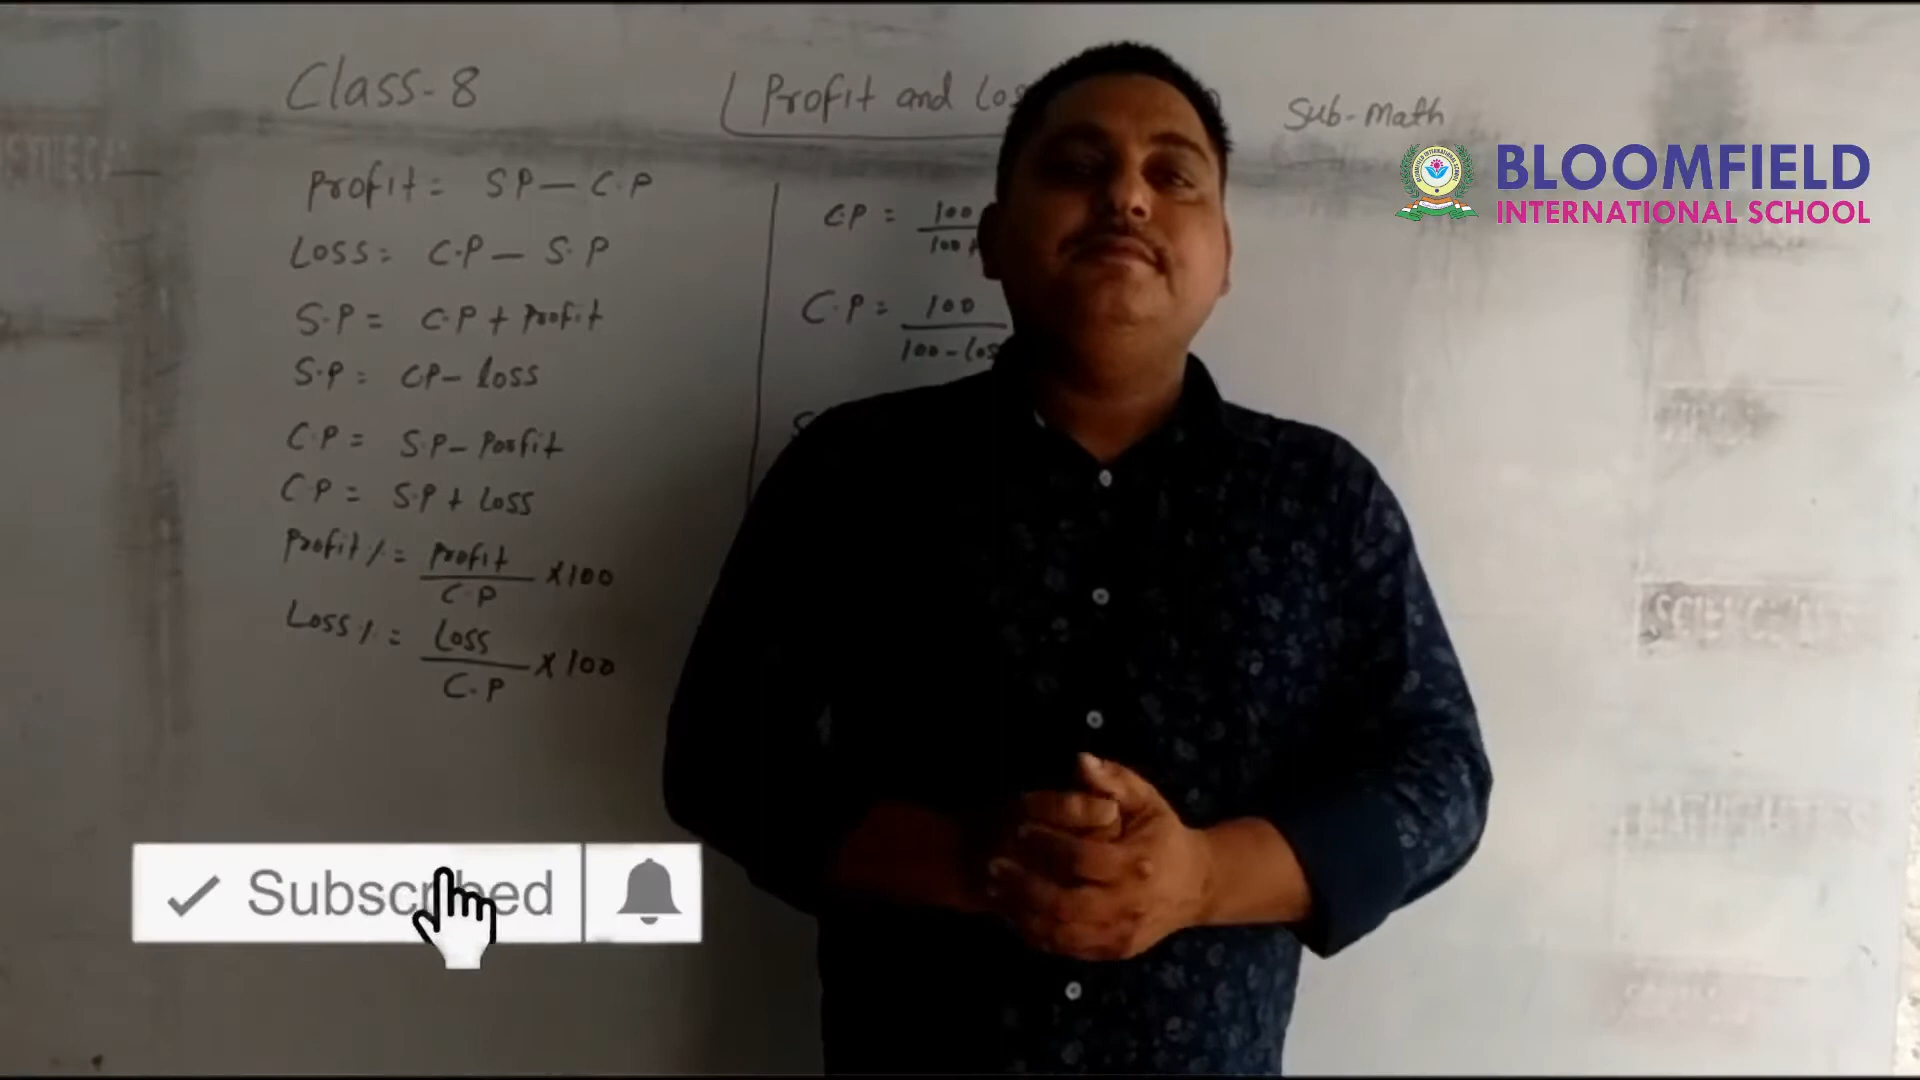 Class-8
Profit and
Sub-Math
BLOOMFIELD
INTERNATIONAL SCHOOL
Profit = SP - C.P
Loss = C.P - S.P
S.P = C.P + Profit
S.P = CP - loss
C.P = S.P - Profit
C.P = S.P + Loss
Profit % = Profit / C.P × 100
Loss % = Loss / C.P × 100
C.P = 100 / 100+
C.P = 100 / 100 -
Subscribed